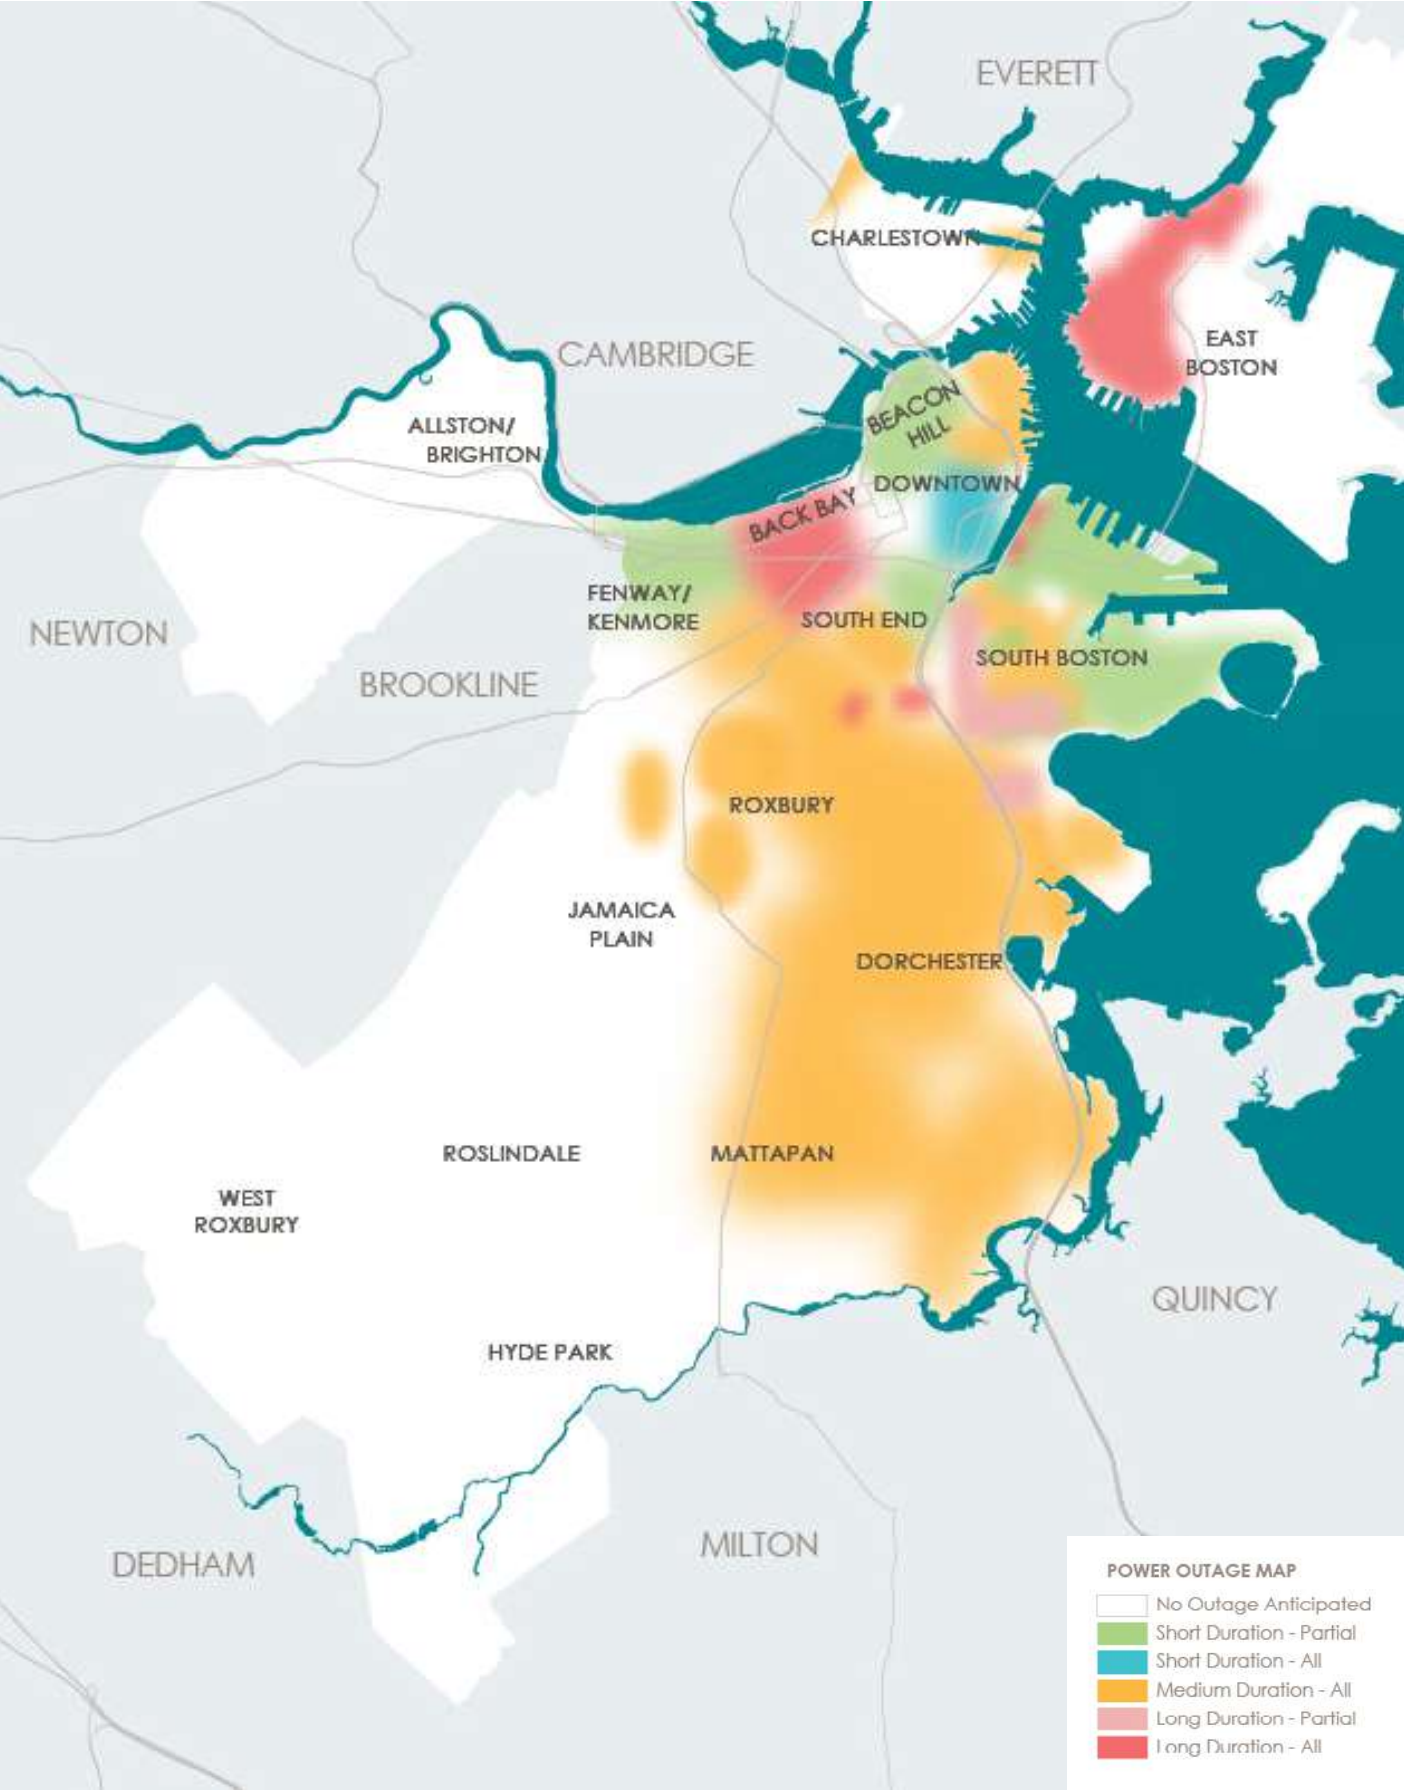 EVERETT
CHARLESTOWN
CAMBRIDGE
EAST
BOSTON
BEACON
HILL
ALLSTON/
BRIGHTON
DOWNTOWN
BACK BAY
FENWAY/
KENMORE
SOUTH END
NEWTON
SOUTH BOSTON
BROOKLINE
ROXBURY
JAMAICA
PLAIN
DORCHESTER
ROSLINDALE
MATTAPAN
WEST
ROXBURY
QUINCY
HYDE PARK
MILTON
DEDHAM
POWER OUTAGE MAP
No Outage Anticipated
Short Duration - Partial
Short Duration - All
Medium Duration - All
Long Duration - Partial
Long Duration - All